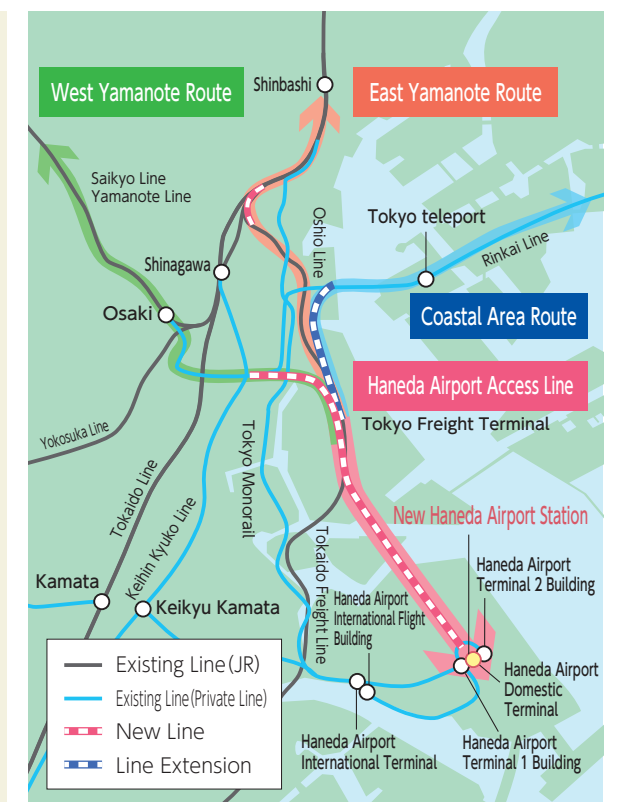 West Yamanote Route
Shinbashi
East Yamanote Route
Saikyo Line
Yamanote Line
Oshio Line
Tokyo teleport
Rinkai Line
Shinagawa
Osaki
Coastal Area Route
Haneda Airport Access Line
Tokyo Freight Terminal
Yokosuka Line
Tokaido Line
Keihin Kyuko Line
Tokyo Monorail
Tokaido Freight Line
New Haneda Airport Station
Haneda Airport
Terminal 2 Building
Kamata
Keikyu Kamata
Haneda Airport
International Flight
Building
Haneda Airport
Domestic
Terminal
Haneda Airport
International Terminal
Haneda Airport
Terminal 1 Building
Existing Line (JR)
Existing Line (Private Line)
New Line
Line Extension